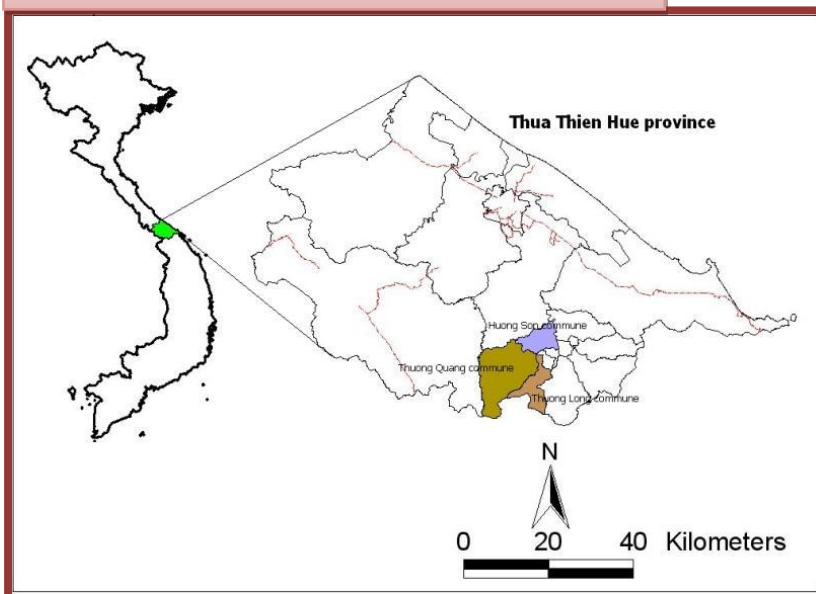 Thua Thien Hue province
Huong Son commune
Thuong Quang commune
Thuong Long commune
N
0 20 40 Kilometers